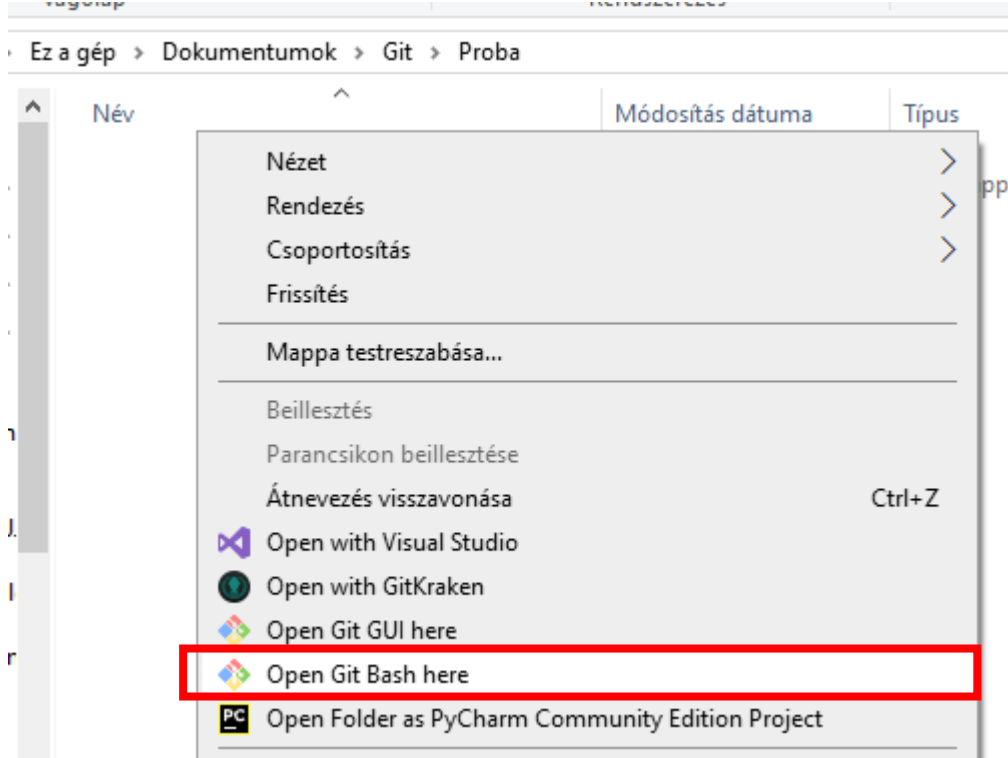 Ez a gép > Dokumentumok > Git > Proba
Név Módosítás dátuma Típus
Nézet
Rendezés
Csoportosítás
Frissítés
Mappa testreszabása...
Beillesztés
Parancsikon beillesztése
Átnevezés visszavonása Ctrl+Z
Open with Visual Studio
Open with GitKraken
Open Git GUI here
Open Git Bash here
PC Open Folder as PyCharm Community Edition Project